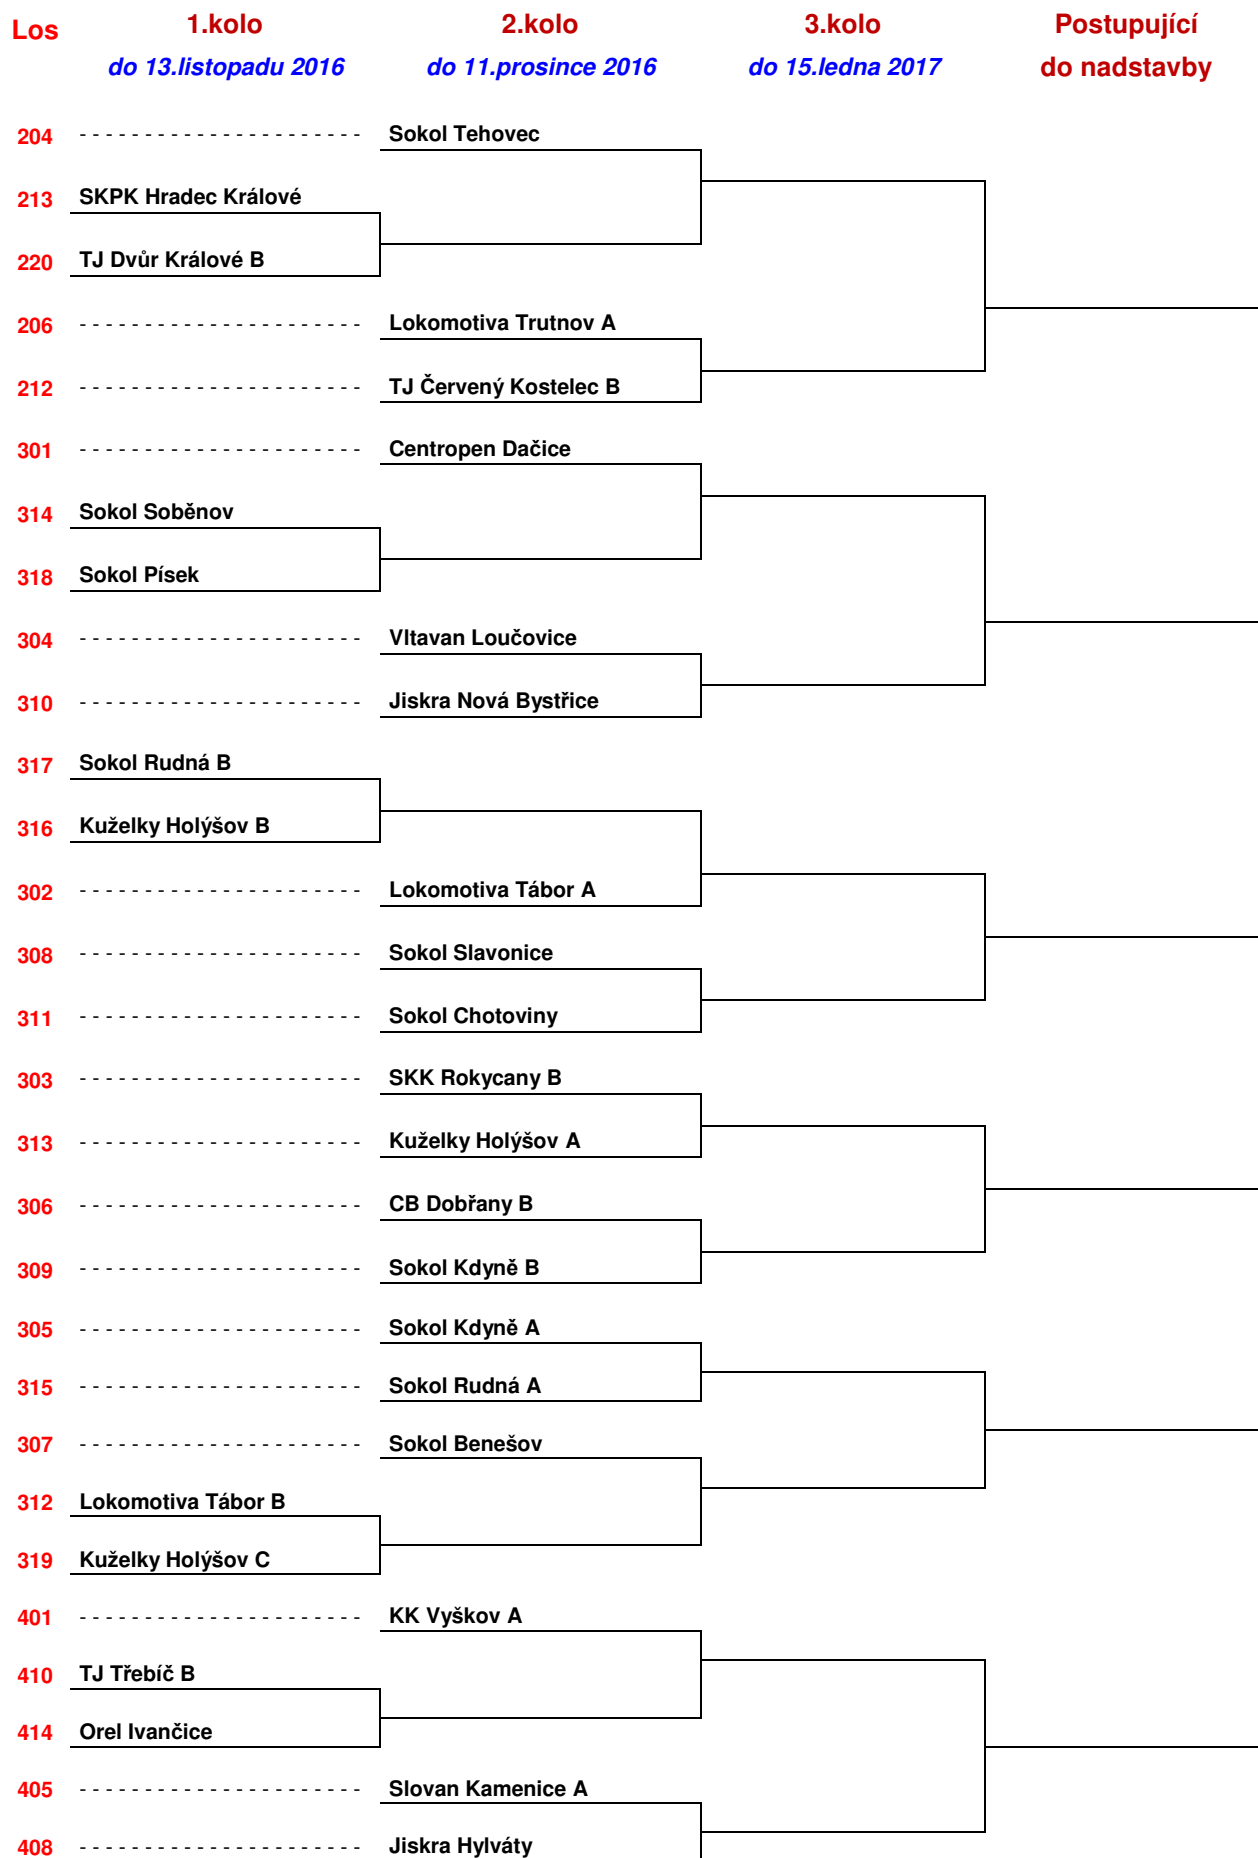 Los 1.kolo 2.kolo 3.kolo Postupující
do 13.listopadu 2016 do 11.prosince 2016 do 15.ledna 2017 do nadstavby
204 - - - - - - - - - - - - - - - - - - - - - - Sokol Tehovec
213 SKPK Hradec Králové
220 TJ Dvůr Králové B
206 - - - - - - - - - - - - - - - - - - - - - - Lokomotiva Trutnov A
212 - - - - - - - - - - - - - - - - - - - - - - TJ Červený Kostelec B
301 - - - - - - - - - - - - - - - - - - - - - - Centropen Dačice
314 Sokol Soběnov
318 Sokol Písek
304 - - - - - - - - - - - - - - - - - - - - - - Vltavan Loučovice
310 - - - - - - - - - - - - - - - - - - - - - - Jiskra Nová Bystřice
317 Sokol Rudná B
316 Kuželky Holýšov B
302 - - - - - - - - - - - - - - - - - - - - - - Lokomotiva Tábor A
308 - - - - - - - - - - - - - - - - - - - - - - Sokol Slavonice
311 - - - - - - - - - - - - - - - - - - - - - - Sokol Chotoviny
303 - - - - - - - - - - - - - - - - - - - - - - SKK Rokycany B
313 - - - - - - - - - - - - - - - - - - - - - - Kuželky Holýšov A
306 - - - - - - - - - - - - - - - - - - - - - - CB Dobřany B
309 - - - - - - - - - - - - - - - - - - - - - - Sokol Kdyně B
305 - - - - - - - - - - - - - - - - - - - - - - Sokol Kdyně A
315 - - - - - - - - - - - - - - - - - - - - - - Sokol Rudná A
307 - - - - - - - - - - - - - - - - - - - - - - Sokol Benešov
312 Lokomotiva Tábor B
319 Kuželky Holýšov C
401 - - - - - - - - - - - - - - - - - - - - - - KK Vyškov A
410 TJ Třebíč B
414 Orel Ivančice
405 - - - - - - - - - - - - - - - - - - - - - - Slovan Kamenice A
408 - - - - - - - - - - - - - - - - - - - - - - Jiskra Hylváty